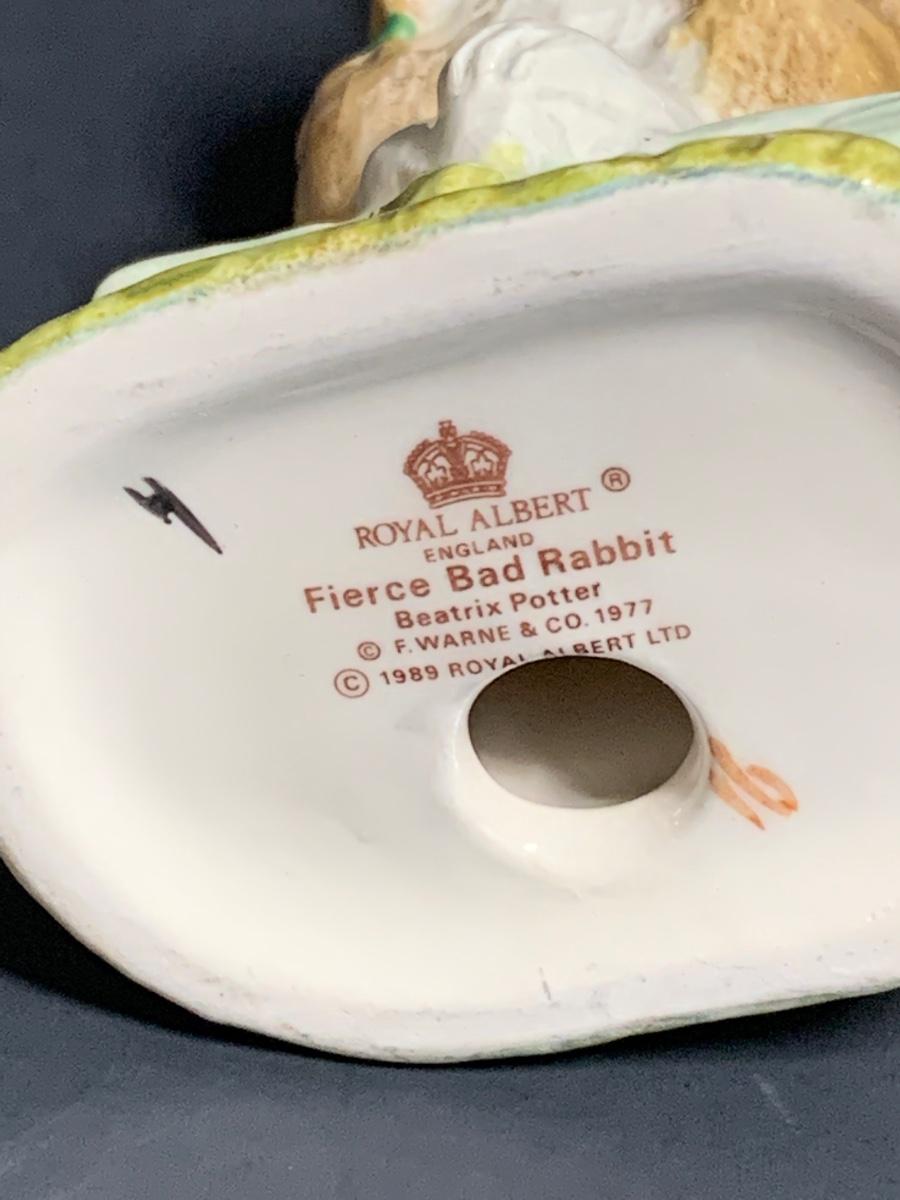 ROYAL ALBERT ®
ENGLAND
Fierce Bad Rabbit
Beatrix Potter
© F. WARNE & CO. 1977
© 1989 ROYAL ALBERT LTD